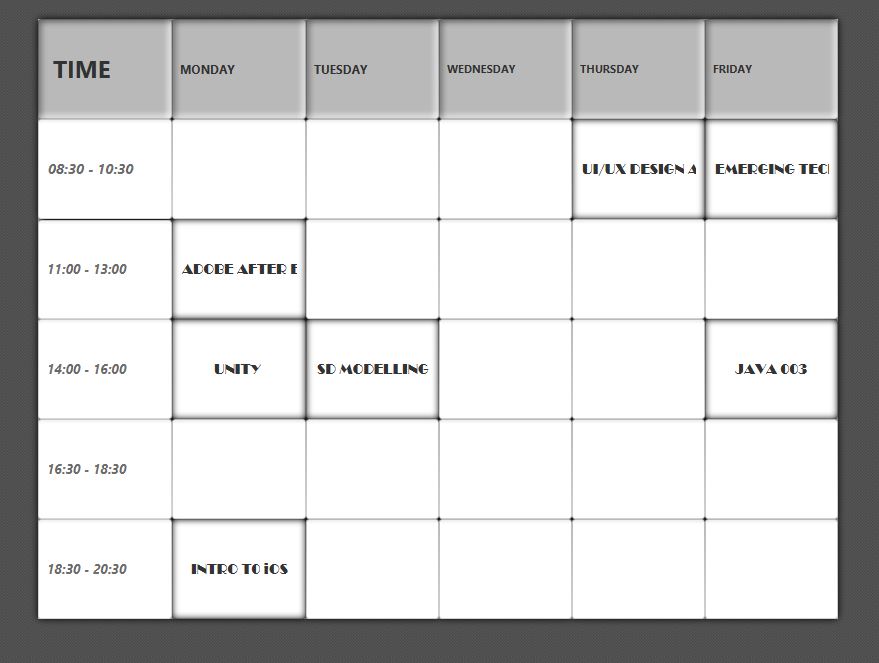 TIME MONDAY TUESDAY WEDNESDAY THURSDAY FRIDAY
08:30 - 10:30 UI/UX DESIGN A EMERGING TEC
11:00 - 13:00 ADOBE AFTER E
14:00 - 16:00 UNITY SD MODELLING JAVA 003
16:30 - 18:30
18:30 - 20:30 INTRO TO iOS